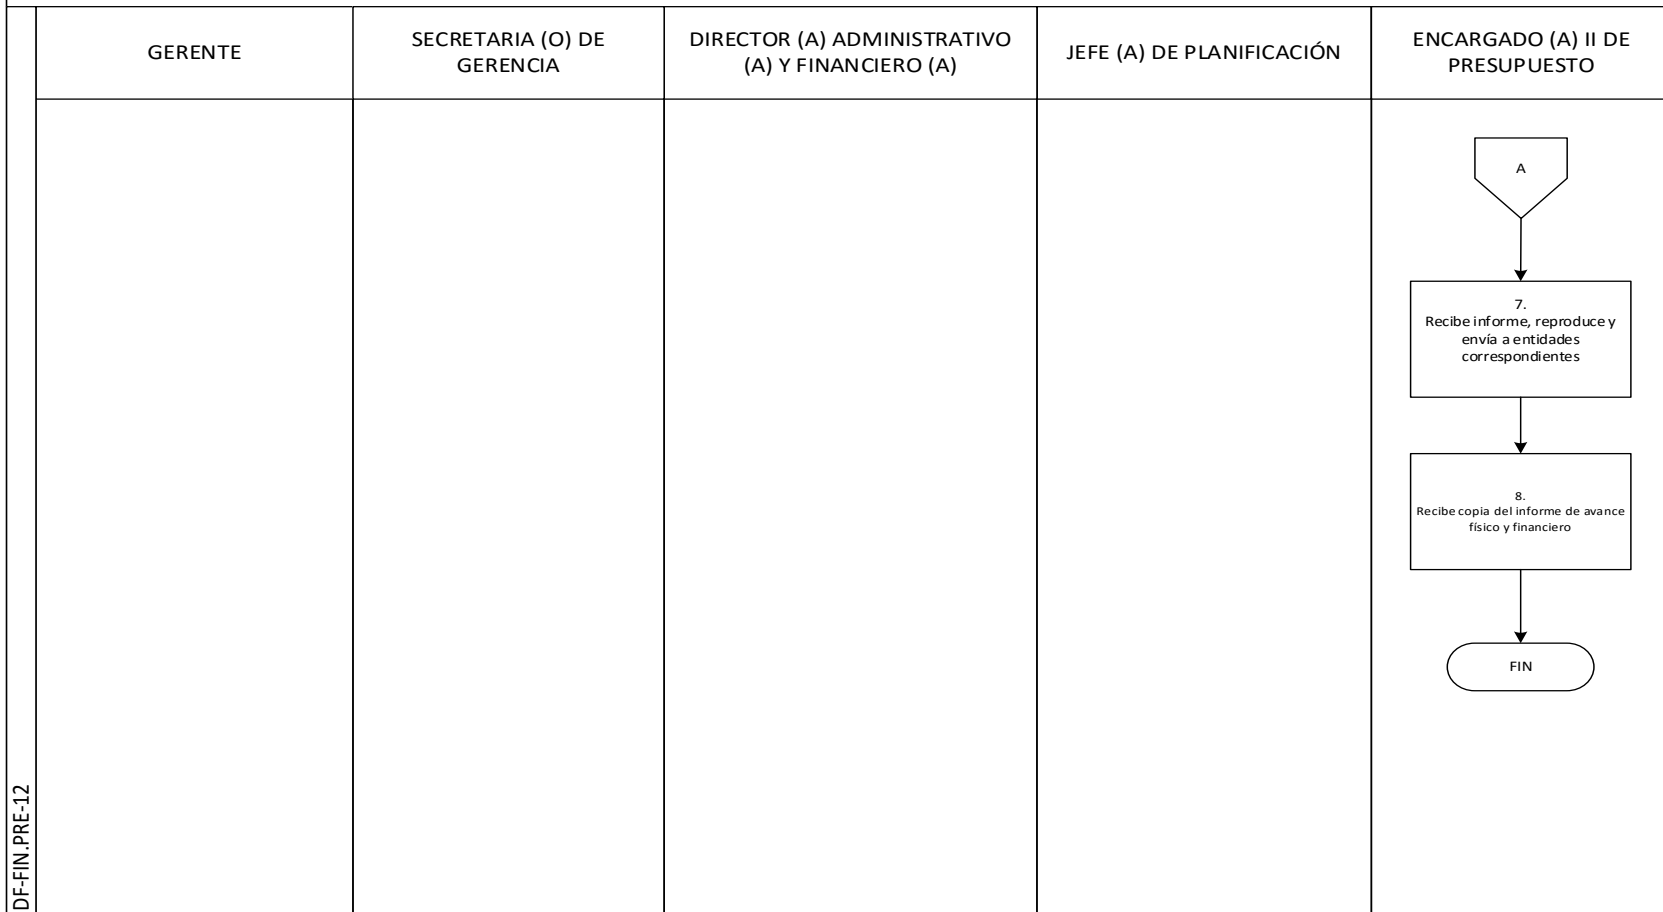 GERENTE
SECRETARIA (O) DE
GERENCIA
DIRECTOR (A) ADMINISTRATIVO
(A) Y FINANCIERO (A)
JEFE (A) DE PLANIFICACIÓN
ENCARGADO (A) II DE
PRESUPUESTO
A
7.
Recibe informe, reproduce y
envía a entidades
correspondientes
8.
Recibe copia del informe de avance
físico y financiero
FIN
DF-FIN.PRE-12